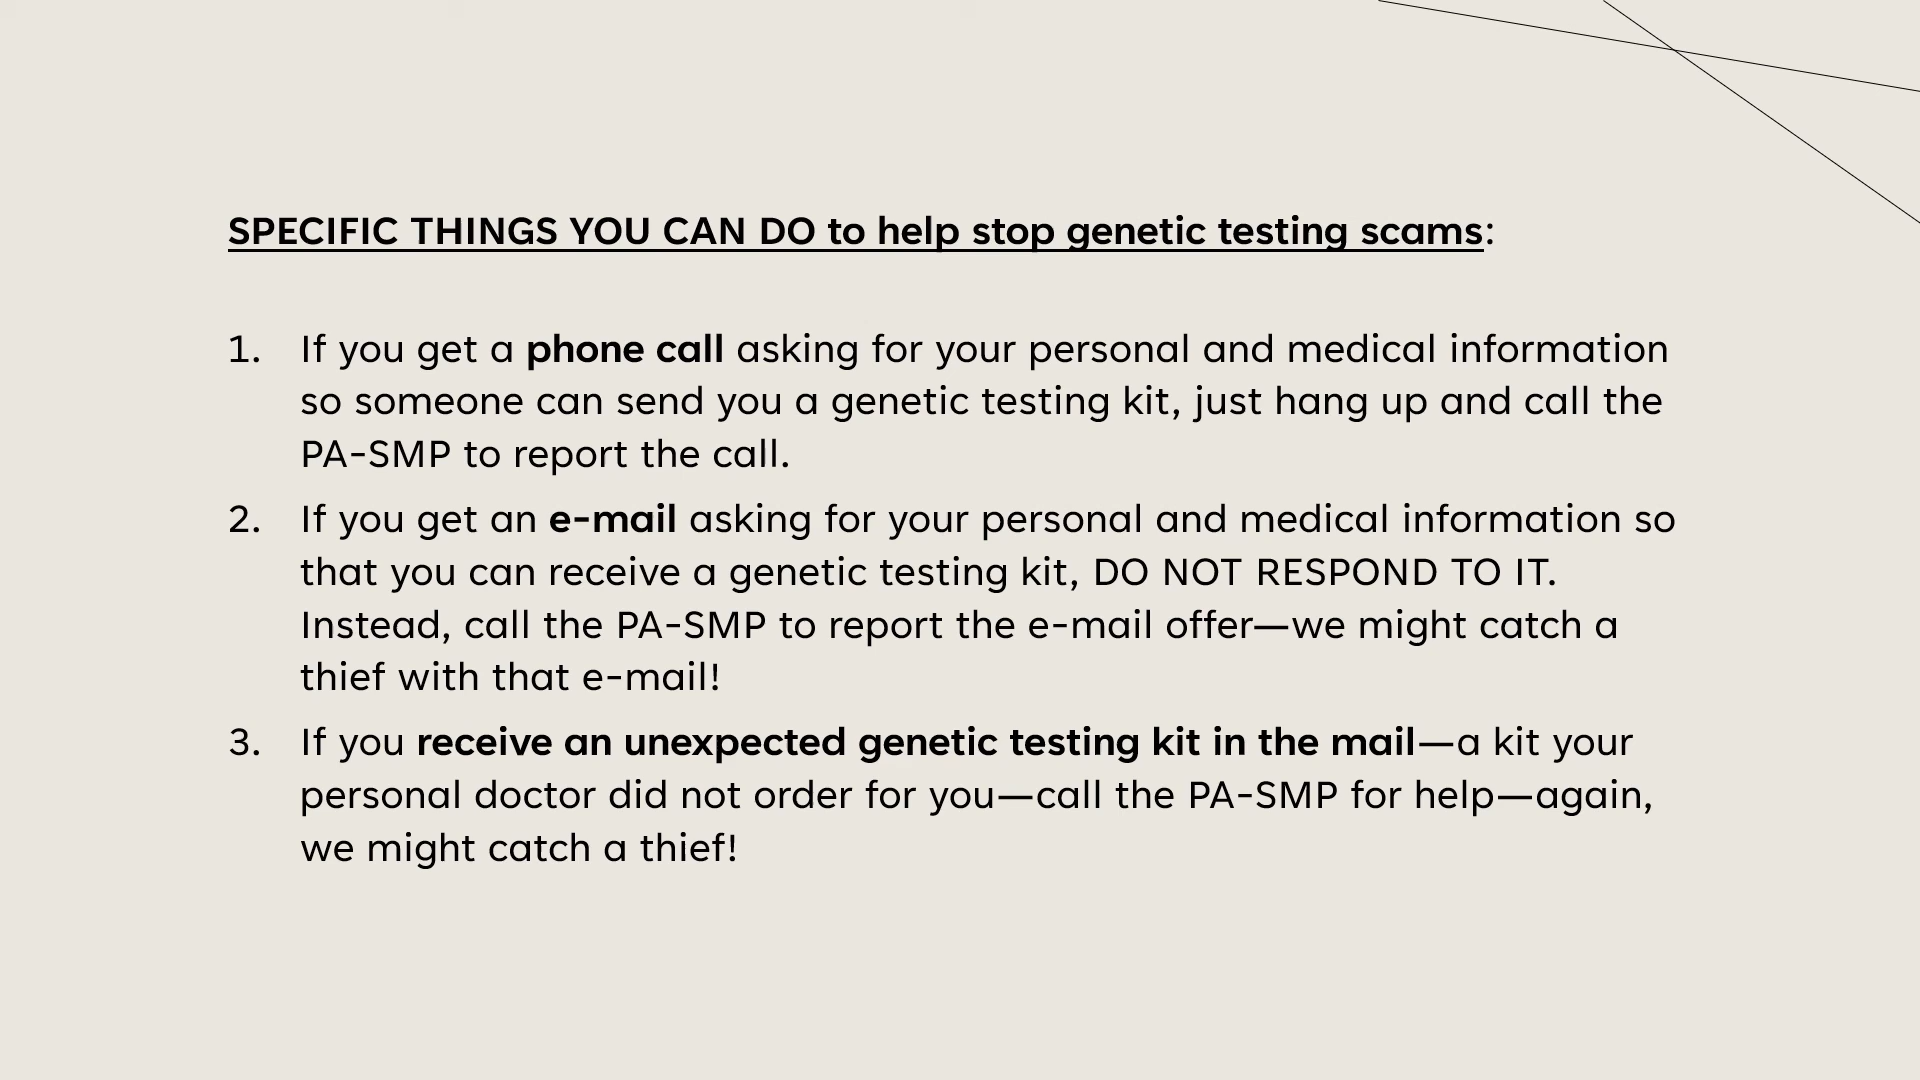 SPECIFIC THINGS YOU CAN DO to help stop genetic testing scams:
1. If you get a phone call asking for your personal and medical information
so someone can send you a genetic testing kit, just hang up and call the
PA-SMP to report the call.
2. If you get an e-mail asking for your personal and medical information so
that you can receive a genetic testing kit, DO NOT RESPOND TO IT.
Instead, call the PA-SMP to report the e-mail offer—we might catch a
thief with that e-mail!
3. If you receive an unexpected genetic testing kit in the mail—a kit your
personal doctor did not order for you—call the PA-SMP for help—again,
we might catch a thief!